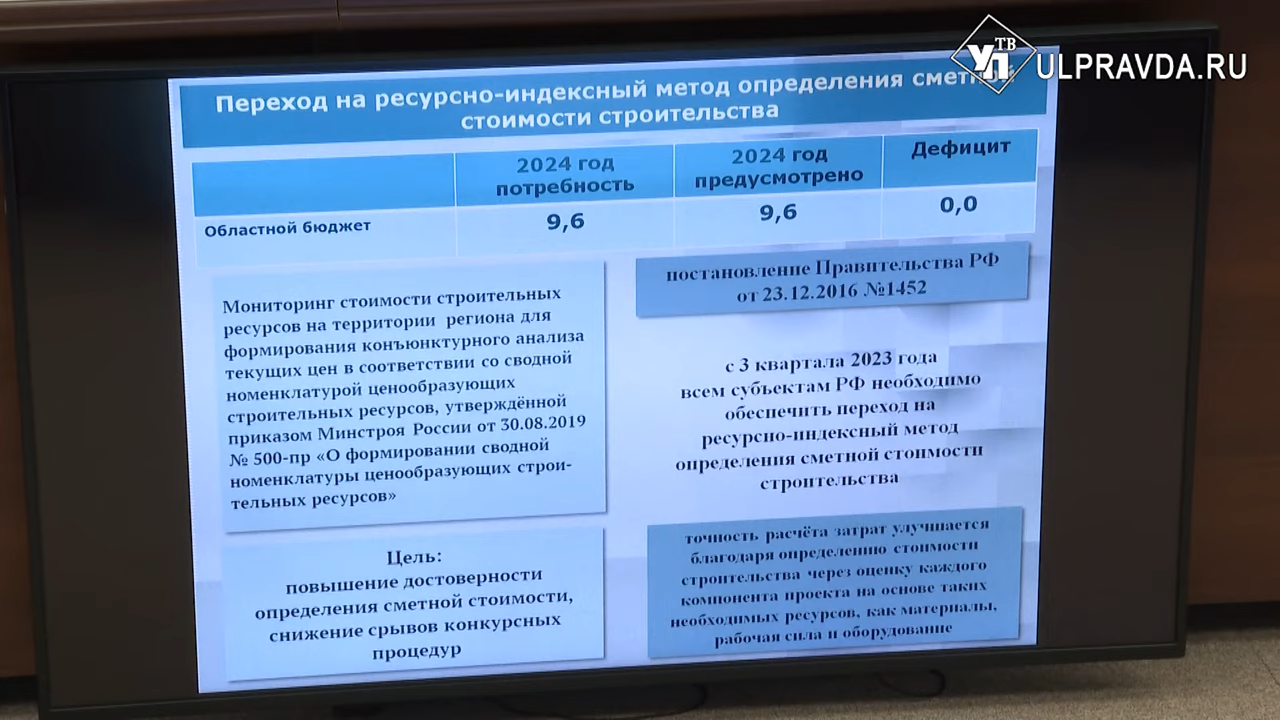 УП ТВ
ULPRAVDA.RU
Переход на ресурсно-индексный метод определения
стоимости строительства
2024 год
потребность
2024 год
предусмотрено
Дефицит
Областной бюджет
9,6
9,6
0,0
Мониторинг стоимости строительных
ресурсов на территории региона для
формирования конъюнктурного анализа
текущих цен в соответствии со сводной
номенклатурой ценообразующих
строительных ресурсов, утверждённой
приказом Минстроя России от 30.08.2019
№ 500-пр «О формировании сводной
номенклатуры ценообразующих строи-
тельных ресурсов»
Цель:
повышение достоверности
определения сметной стоимости,
снижение срывов конкурсных
процедур
постановление Правительства РФ
от 23.12.2016 №1452
с 3 квартала 2023 года
всем субъектам РФ необходимо
обеспечить переход на
ресурсно-индексный метод
определения сметной стоимости
строительства
точность расчёта затрат улучшается
благодаря определению стоимости
строительства через оценку каждого
компонента проекта на основе таких
необходимых ресурсов, как материалы,
рабочая сила и оборудование